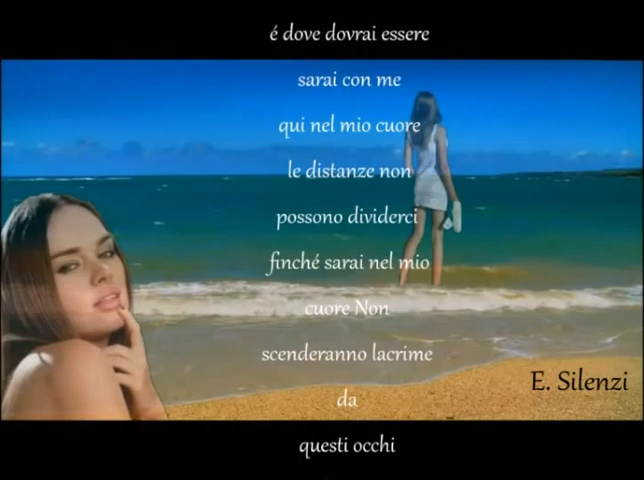 é dove dovrai essere
sarai con me
qui nel mio cuore
le distanze non
possono dividerci
finché sarai nel mio
cuore Non
scenderanno lacrime
da
questi occhi
E. Silenzi